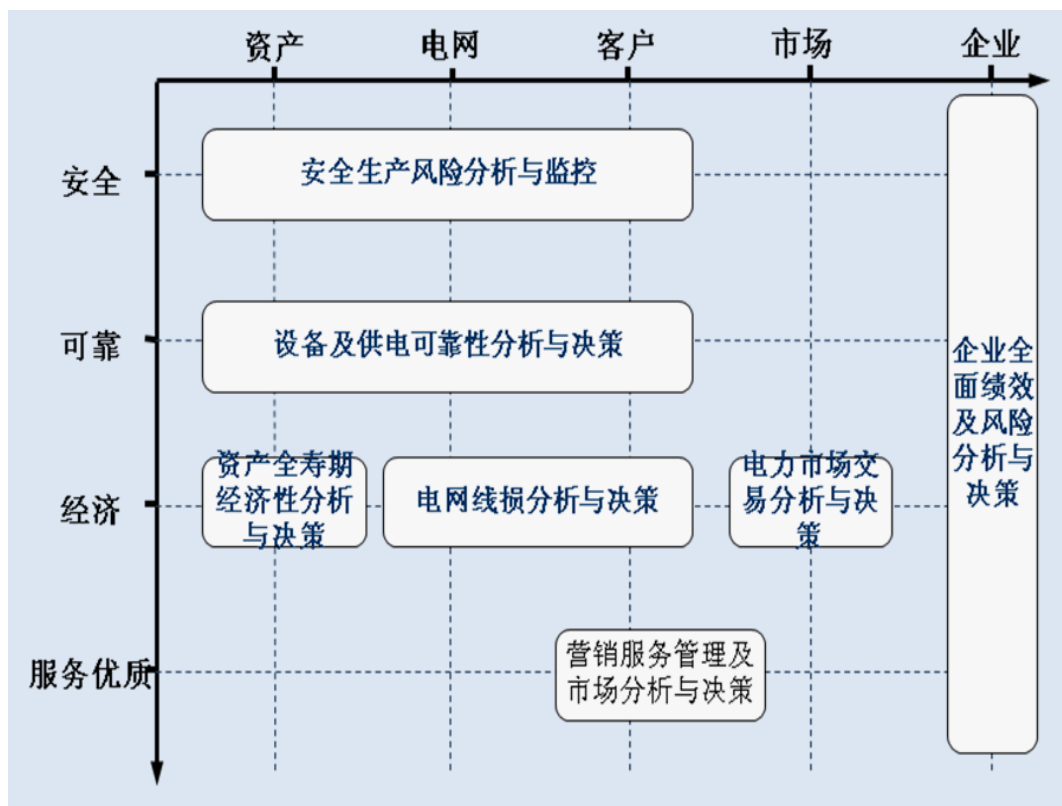 资产 电网 客户 市场 企业
安全
安全生产风险分析与监控
可靠
设备及供电可靠性分析与决策
经济
资产全寿期
经济性分析
与决策
电网线损分析与决策
电力市场交
易分析与决
策
企业全
面绩效
及风险
分析与
决策
服务优质
营销服务管理及
市场分析与决策